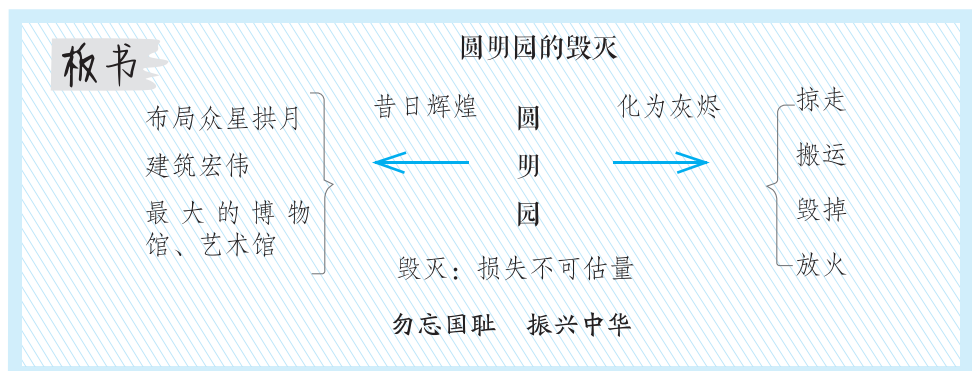 板书
圆明园的毁灭
布局众星拱月
建筑宏伟
最大的博物
馆、艺术馆
昔日辉煌
圆
明
园
化为灰烬
掠走
搬运
毁掉
放火
毁灭：损失不可估量
勿忘国耻 振兴中华